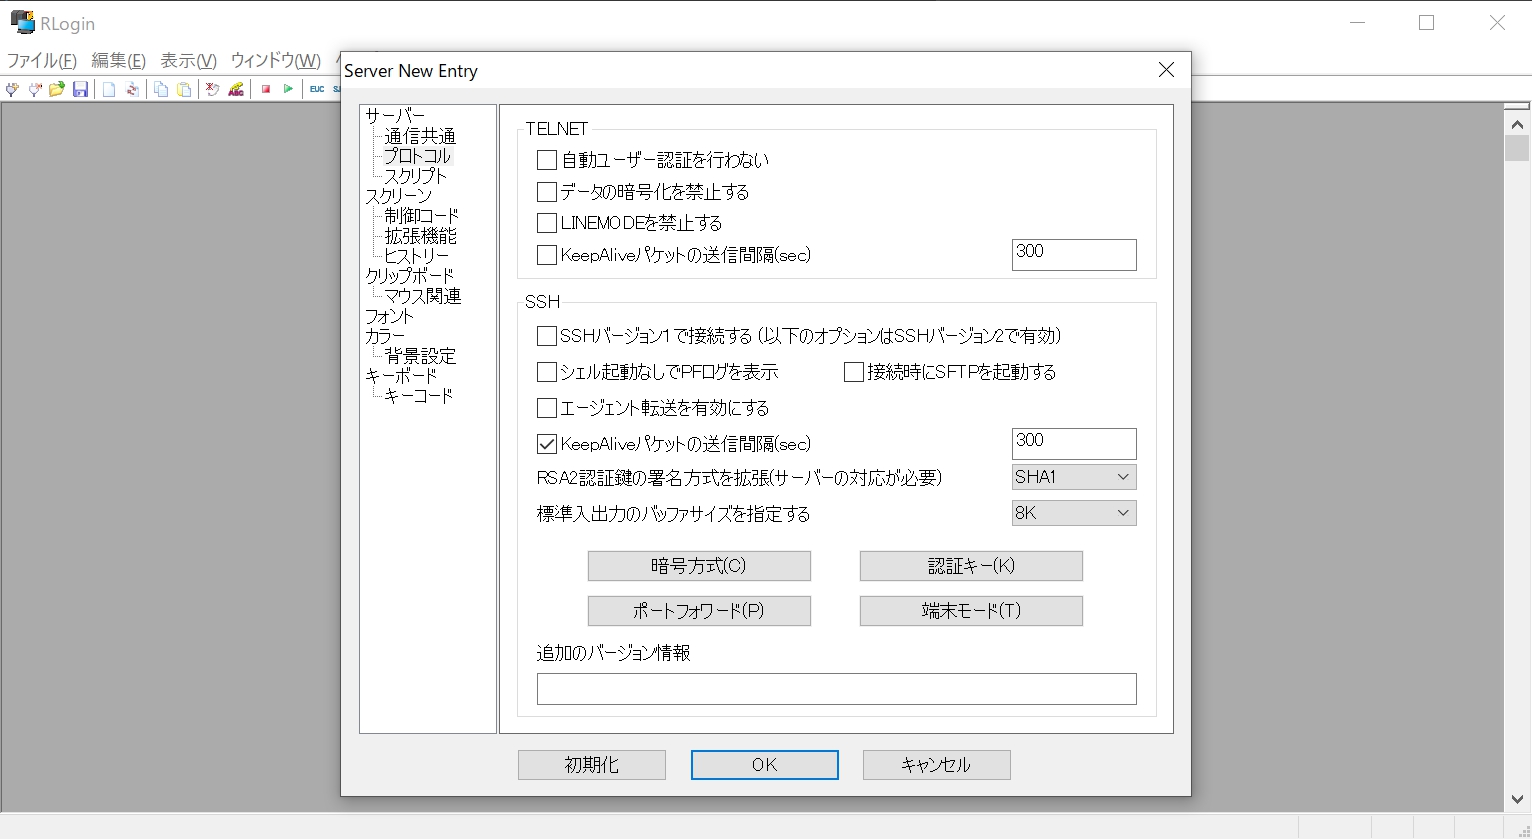 RLogin
ファイル(F) 編集(E) 表示(V) ウィンドウ(W)
Server New Entry
EUC
サーバー
通信共通
プロトコル
スクリプト
スクリーン
制御コード
拡張機能
ヒストリー
クリップボード
マウス関連
フォント
カラー
背景設定
キーボード
キーコード
TELNET
自動ユーザー認証を行わない
データの暗号化を禁止する
LINEMODEを禁止する
KeepAliveパケットの送信間隔(sec) 300
SSH
SSHバージョン1で接続する (以下のオプションはSSHバージョン2で有効)
シェル起動なしでPFログを表示 接続時にSFTPを起動する
エージェント転送を有効にする
KeepAliveパケットの送信間隔(sec) 300
RSA2認証鍵の署名方式を拡張(サーバーの対応が必要) SHA1
標準入出力のバッファサイズを指定する 8K
暗号方式(C) 認証キー(K)
ポートフォワード(P) 端末モード(T)
追加のバージョン情報
初期化 OK キャンセル